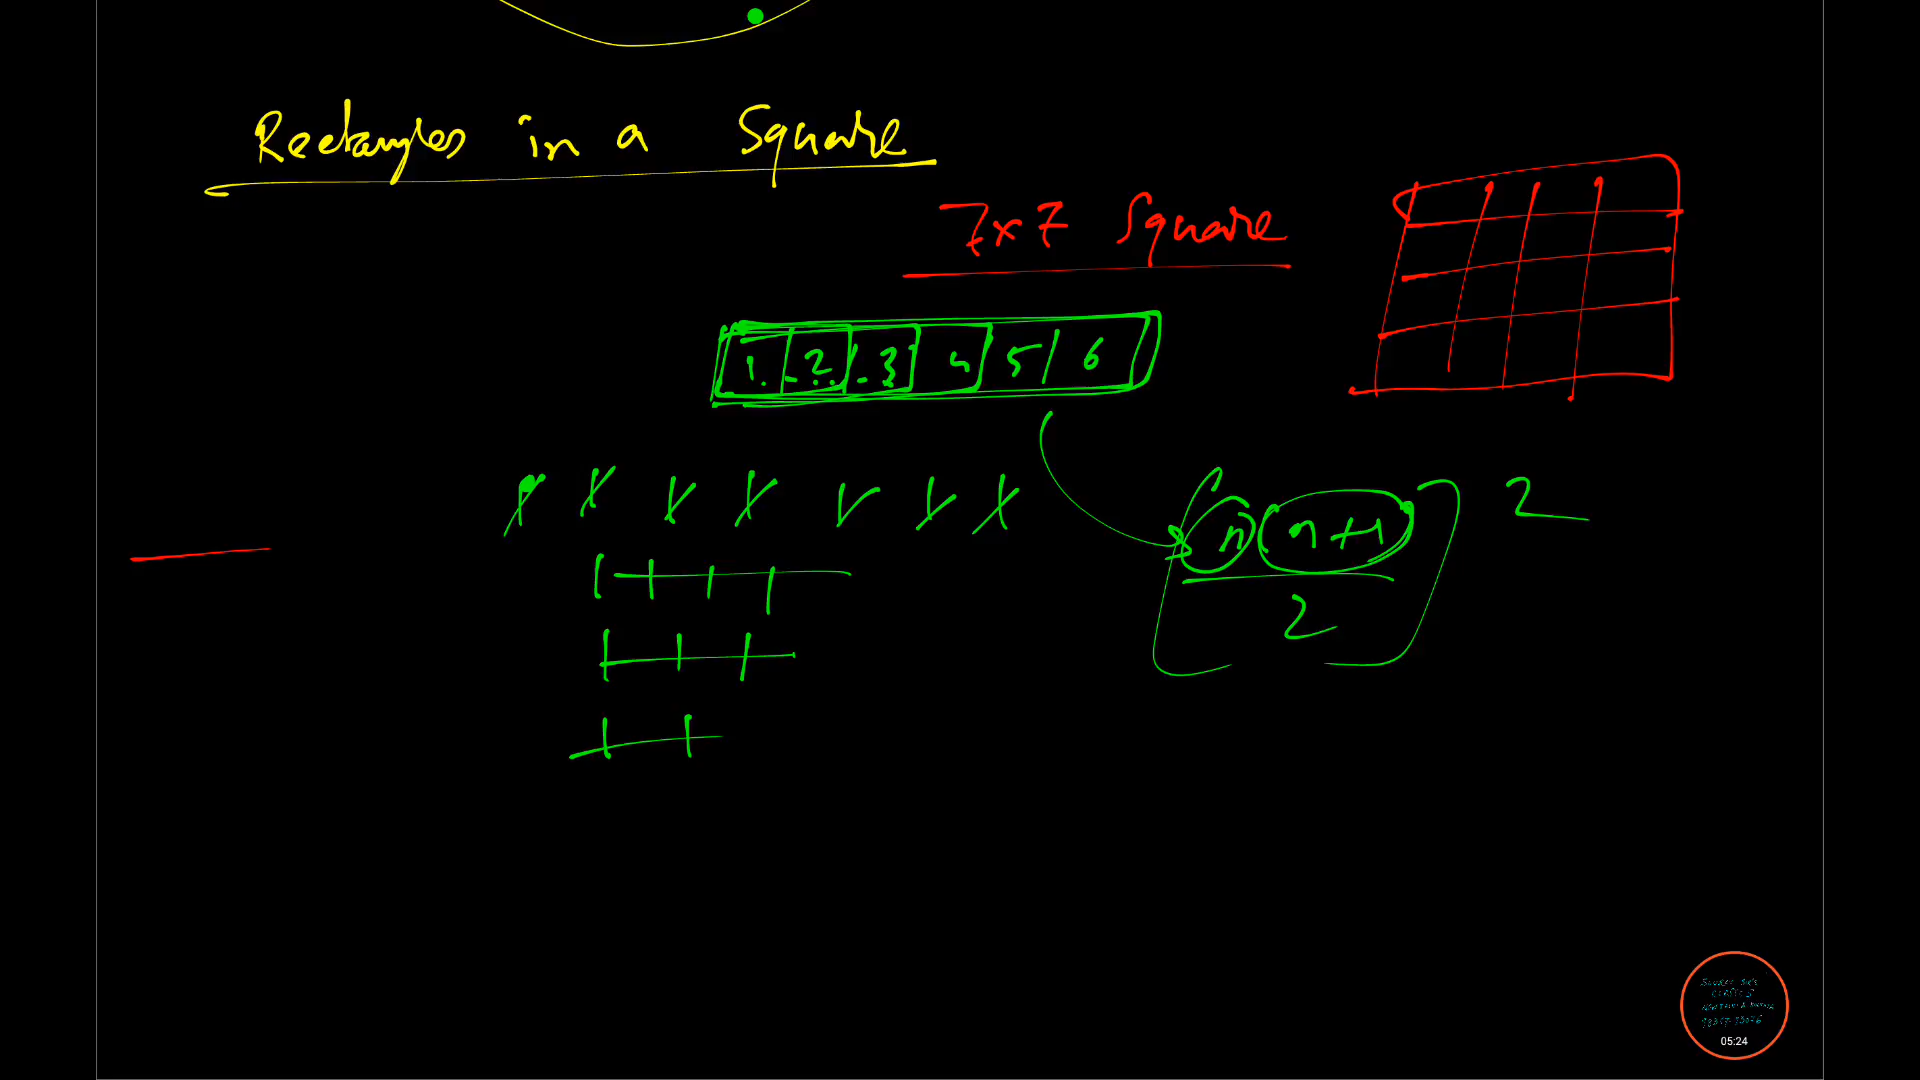 Rectangles in a Square
7x7 Square
1 2 3 4 5 6
[n(n+1)
2]2
05:24